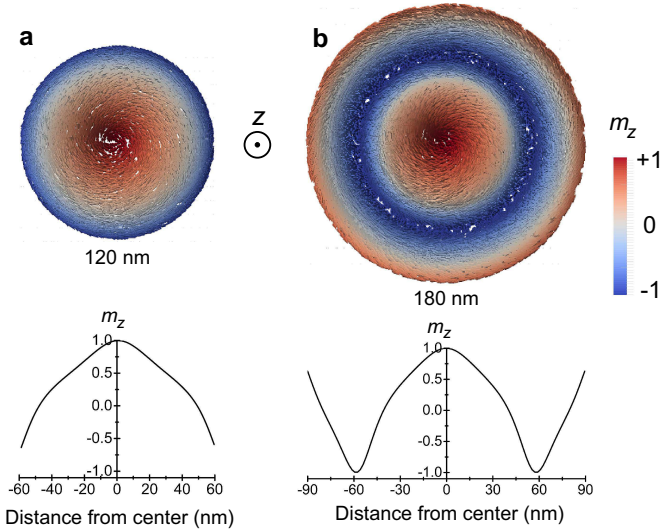 a
b
z
m_z
+1
0
-1
120 nm
180 nm
m_z
1.0
0.5
0.0
-0.5
-1.0
-60 -40 -20 0 20 40 60
Distance from center (nm)
m_z
1.0
0.5
0.0
-0.5
-1.0
-90 -60 -30 0 30 60 90
Distance from center (nm)